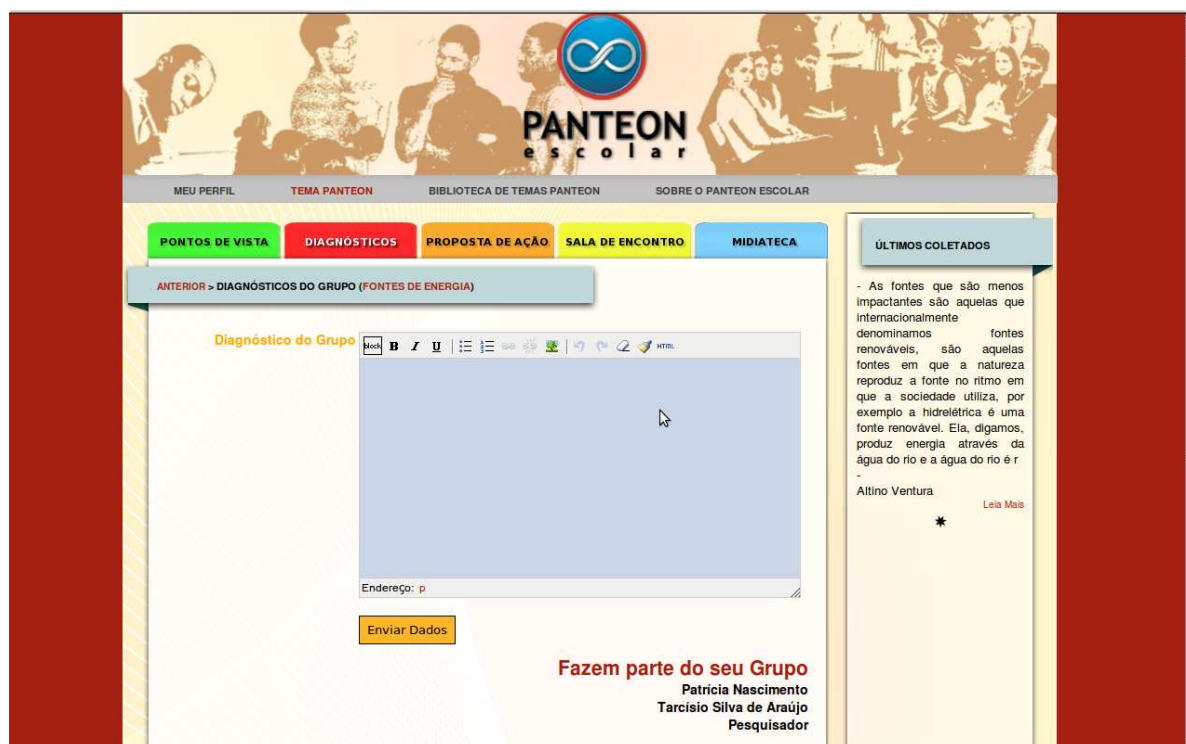 PANTEON
escolar
MEU PERFIL
TEMA PANTEON
BIBLIOTECA DE TEMAS PANTEON
SOBRE O PANTEON ESCOLAR
PONTOS DE VISTA
DIAGNÓSTICOS
PROPOSTA DE AÇÃO
SALA DE ENCONTRO
MIDIATECA
ANTERIOR > DIAGNÓSTICOS DO GRUPO (FONTES DE ENERGIA)
Diagnóstico do Grupo
block B I U HTML
Endereço: p
Enviar Dados
Fazem parte do seu Grupo
Patrícia Nascimento
Tarcísio Silva de Araújo
Pesquisador
ÚLTIMOS COLETADOS
- As fontes que são menos
impactantes são aquelas que
internacionalmente
denominamos fontes
renováveis, são aquelas
fontes em que a natureza
reproduz a fonte no ritmo em
que a sociedade utiliza, por
exemplo a hidrelétrica é uma
fonte renovável. Ela, digamos,
produz energia através da
água do rio e a água do rio é r
-
Altino Ventura
Leia Mais